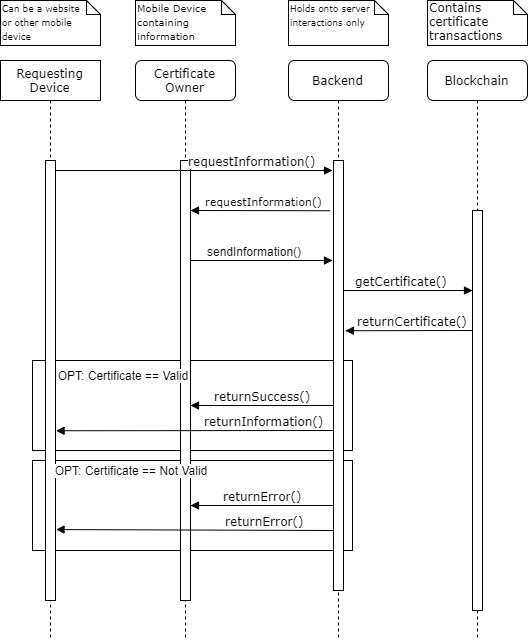 Can be a website
or other mobile
device
Mobile Device
containing
information
Holds onto server
interactions only
Contains
certificate
transactions
Requesting
Device
Certificate
Owner
Backend
Blockchain
requestInformation()
requestInformation()
sendInformation()
getCertificate()
returnCertificate()
OPT: Certificate == Valid
returnSuccess()
returnInformation()
OPT: Certificate == Not Valid
returnError()
returnError()